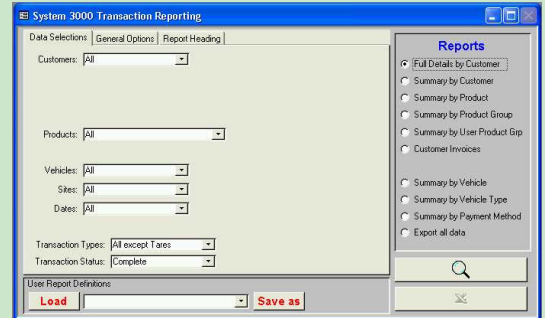 System 3000 Transaction Reporting
Data Selections General Options Report Heading
Customers: All
Products: All
Vehicles: All
Sites: All
Dates: All
Transaction Types: All except Tares
Transaction Status: Complete
User Report Definitions
Load Save as
Reports
Full Details by Customer
Summary by Customer
Summary by Product
Summary by Product Group
Summary by User Product Grp
Customer Invoices
Summary by Vehicle
Summary by Vehicle Type
Summary by Payment Method
Export all data